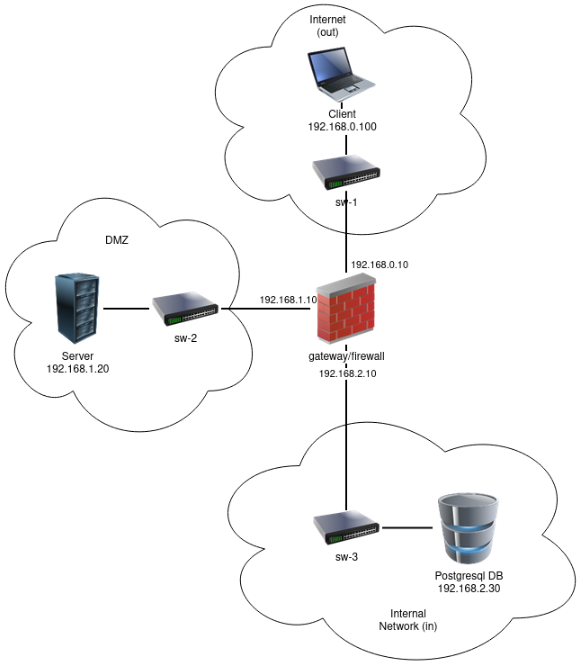 Internet
(out)
Client
192.168.0.100
sw-1
192.168.0.10
DMZ
192.168.1.10
sw-2
Server
192.168.1.20
gateway/firewall
192.168.2.10
sw-3
Postgresql DB
192.168.2.30
Internal
Network (in)